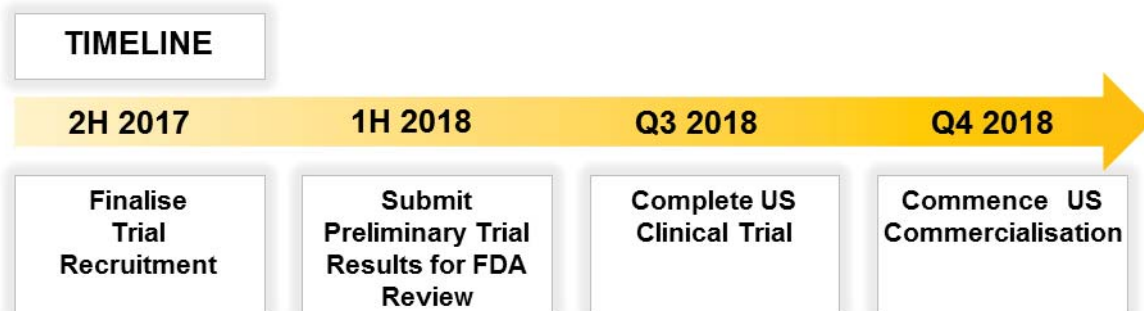 TIMELINE
2H 2017
1H 2018
Q3 2018
Q4 2018
Finalise
Trial
Recruitment
Submit
Preliminary Trial
Results for FDA
Review
Complete US
Clinical Trial
Commence US
Commercialisation